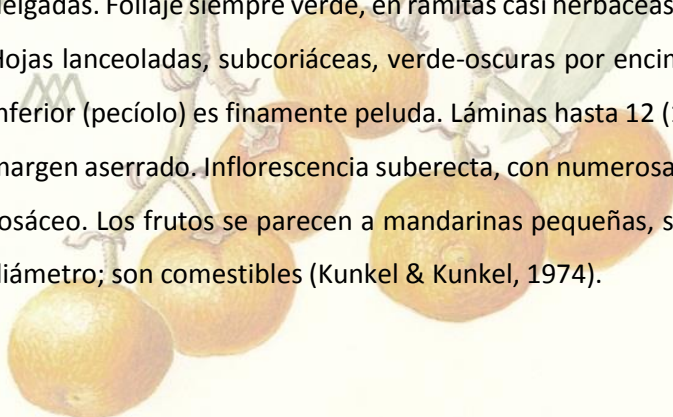 delgadas. Follaje siempre verde, en ramitas casi herbáceas
Hojas lanceoladas, subcoriáceas, verde-oscuras por encim
inferior (pecíolo) es finamente peluda. Láminas hasta 12 (
margen aserrado. Inflorescencia suberecta, con numerosa
rosáceo. Los frutos se parecen a mandarinas pequeñas, s
diámetro; son comestibles (Kunkel & Kunkel, 1974).